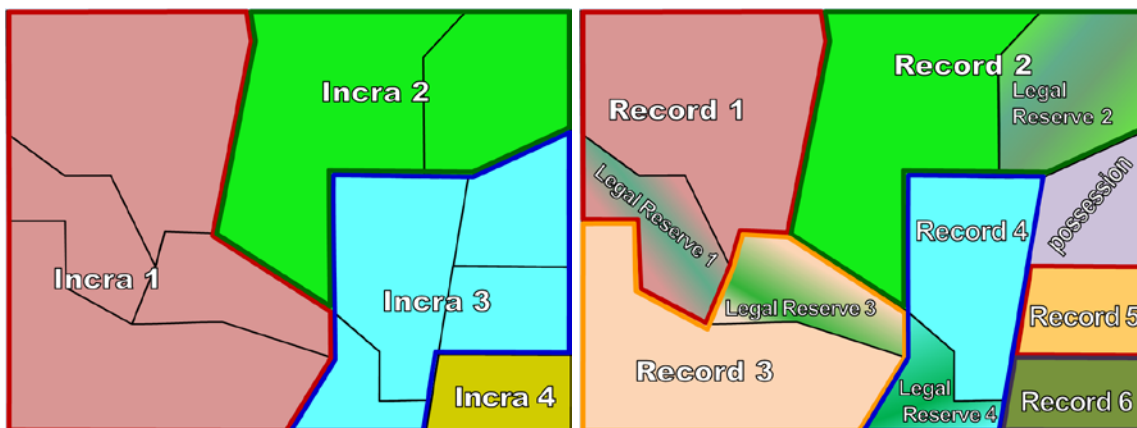 Incra 2
Incra 1
Incra 3
Incra 4
Record 1
Record 2
Legal
Reserve 2
Legal Reserve 1
possession
Record 4
Legal Reserve 3
Record 5
Record 3
Legal
Reserve 4
Record 6